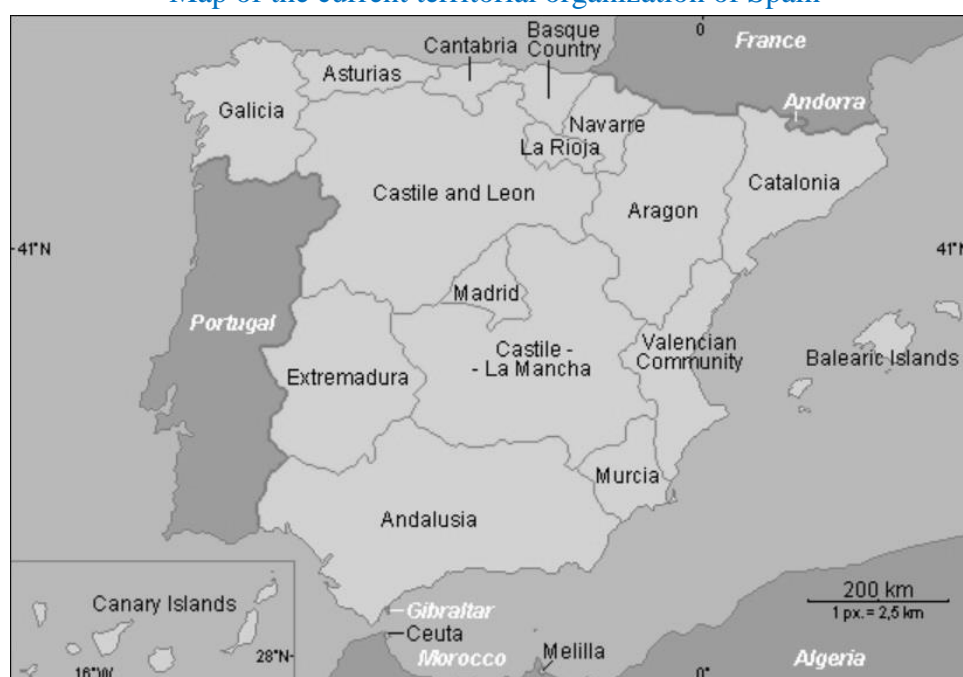 Map of the current territorial organization of Spain
0
France
Basque
Country
Cantabria
Asturias
Andorra
Galicia
Navarre
La Rioja
Catalonia
Castile and Leon
Aragon
41°N
41°N
Madrid
Portugal
Valencian
Community
Castile -
- La Mancha
Balearic Islands
Extremadura
Murcia
Andalusia
200 km
1 px. = 2,5 km
Canary Islands
Gibraltar
Ceuta
28°N
Morocco
Melilla
Algeria
16°W
0°